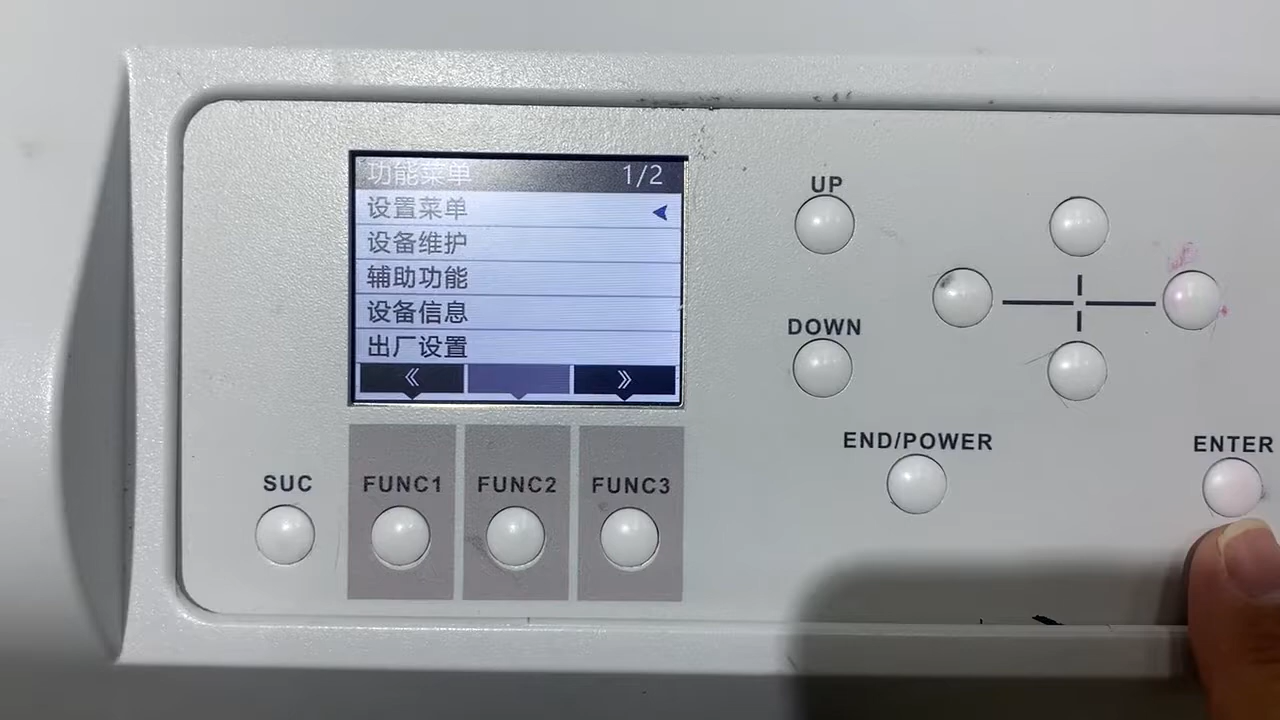 功能菜单 1/2
设置菜单
设备维护
辅助功能
设备信息
出厂设置
UP
DOWN
END/POWER
ENTER
SUC
FUNC1
FUNC2
FUNC3